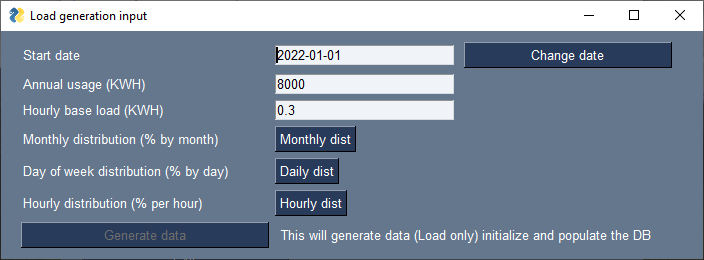 Load generation input
Start date 2022-01-01 Change date
Annual usage (KWH) 8000
Hourly base load (KWH) 0.3
Monthly distribution (% by month) Monthly dist
Day of week distribution (% by day) Daily dist
Hourly distribution (% per hour) Hourly dist
Generate data This will generate data (Load only) initialize and populate the DB